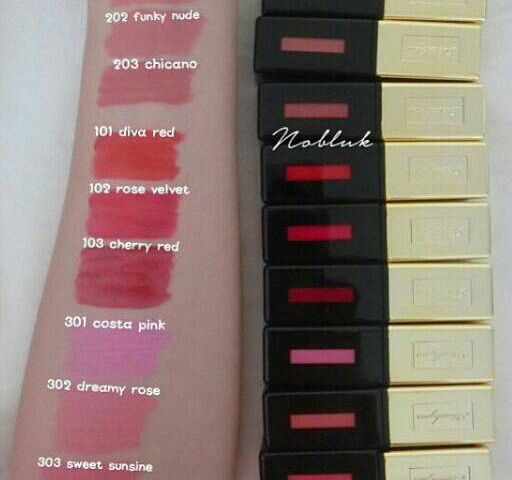 202 funky nude
203 chicano
101 diva red
Nobluk
102 rose velvet
103 cherry red
301 costa pink
302 dreamy rose
303 sweet sunsine